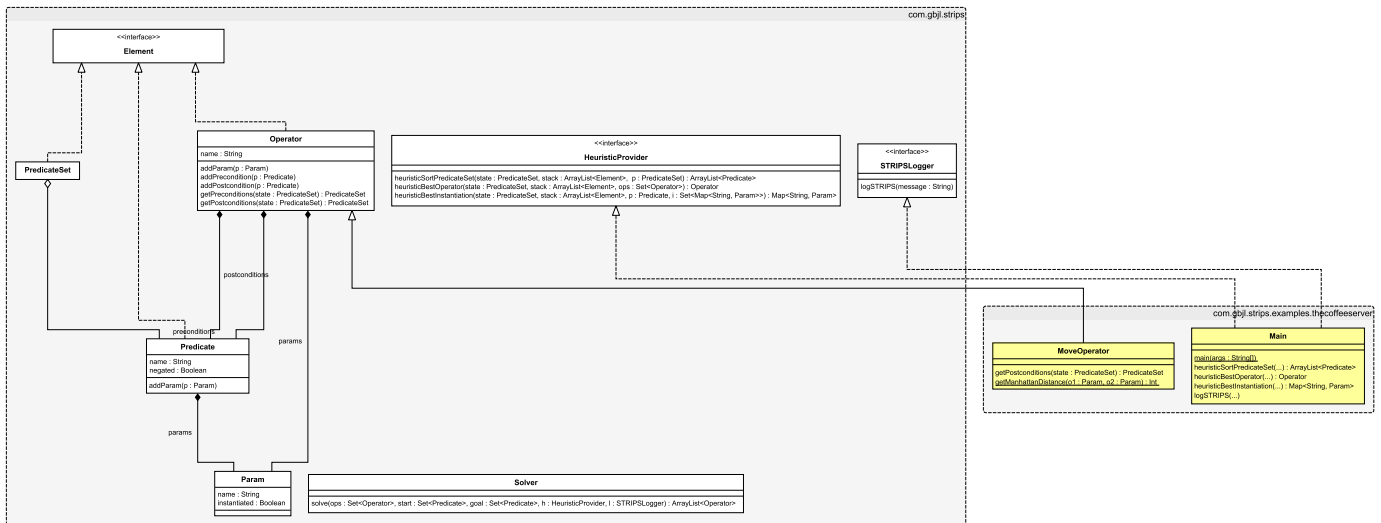 com.gbjl.strips
<<interface>>
Element
Operator
name : String
addParam(p : Param)
addPrecondition(p : Predicate)
addPostcondition(p : Predicate)
getPreconditions(state : PredicateSet) : PredicateSet
getPostconditions(state : PredicateSet) : PredicateSet
<<interface>>
HeuristicProvider
heuristicSortPredicateSet(state : PredicateSet, stack : ArrayList<Element>, p : PredicateSet) : ArrayList<Predicate>
heuristicBestOperator(state : PredicateSet, stack : ArrayList<Element>, ops : Set<Operator>) : Operator
heuristicBestInstantiation(state : PredicateSet, stack : ArrayList<Element>, p : Predicate, i : Set<Map<String, Param>>) : Map<String, Param>
<<interface>>
STRIPSLogger
logSTRIPS(message : String)
PredicateSet
postconditions
preconditions
params
com.gbjl.strips.examples.thecoffeeserver
Predicate
name : String
negated : Boolean
addParam(p : Param)
MoveOperator
getPostconditions(state : PredicateSet) : PredicateSet
getManhattanDistance(o1 : Param, o2 : Param) : Int
Main
main(args : String[])
heuristicSortPredicateSet(...) : ArrayList<Predicate>
heuristicBestOperator(...) : Operator
heuristicBestInstantiation(...) : Map<String, Param>
logSTRIPS(...)
params
Param
name : String
instantiated : Boolean
Solver
solve(ops : Set<Operator>, start : Set<Predicate>, goal : Set<Predicate>, h : HeuristicProvider, l : STRIPSLogger) : ArrayList<Operator>